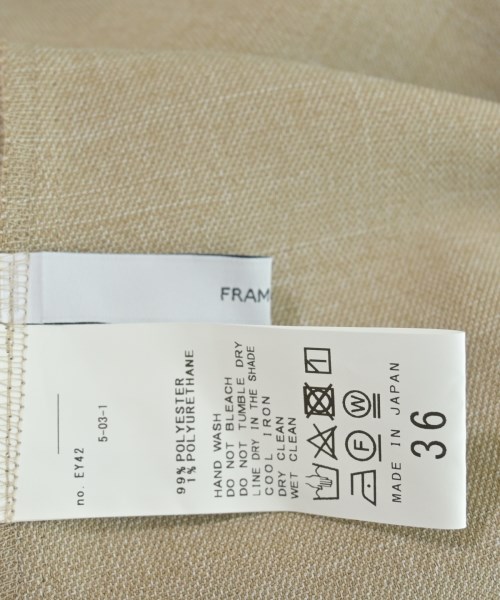 FRAM
no. EY42
5-03-1
99% POLYESTER
1% POLYURETHANE
HAND WASH
DO NOT BLEACH
DO NOT TUMBLE DRY
LINE DRY IN THE SHADE
COOL IRON
DRY CLEAN
WET CLEAN
F W
MADE IN JAPAN
36